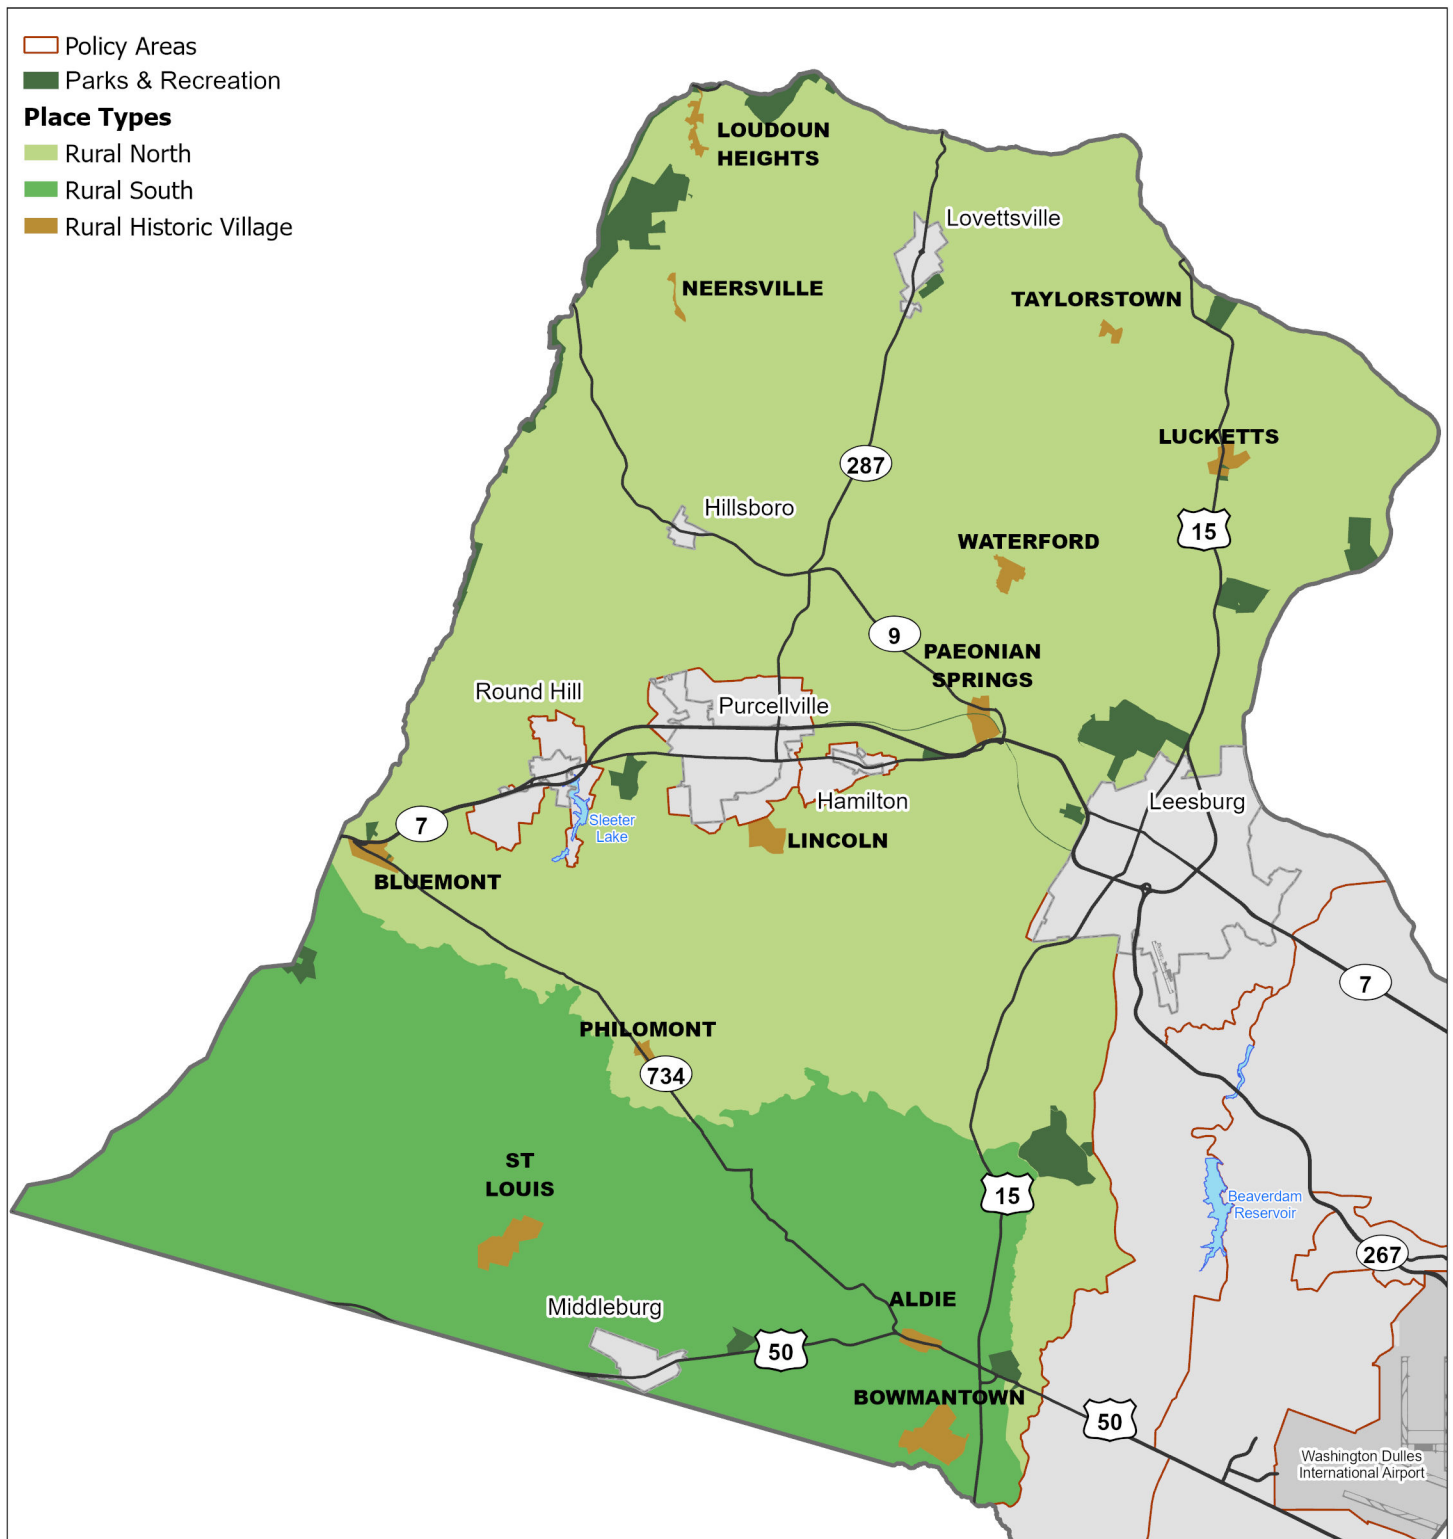 Policy Areas
Parks & Recreation
Place Types
Rural North
Rural South
Rural Historic Village
LOUDOUN
HEIGHTS
Lovettsville
NEERSVILLE
TAYLORSTOWN
LUCKETTS
287
Hillsboro
15
WATERFORD
9
PAEONIAN
SPRINGS
Round Hill
Purcellville
Hamilton
Leesburg
Sleeter
Lake
7
LINCOLN
BLUEMONT
7
PHILOMONT
734
ST
LOUIS
15
Beaverdam
Reservoir
267
Middleburg
ALDIE
50
BOWMANTOWN
50
Washington Dulles
International Airport